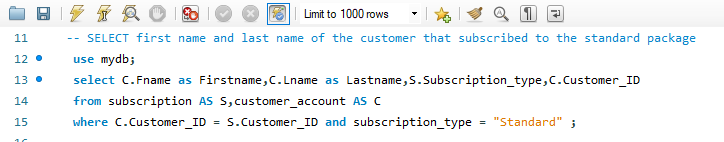 Limit to 1000 rows
11 -- SELECT first name and last name of the customer that subscribed to the standard package
12 use mydb;
13 select C.Fname as Firstname,C.Lname as Lastname,S.Subscription_type,C.Customer_ID
14 from subscription AS S,customer_account AS C
15 where C.Customer_ID = S.Customer_ID and subscription_type = "Standard" ;